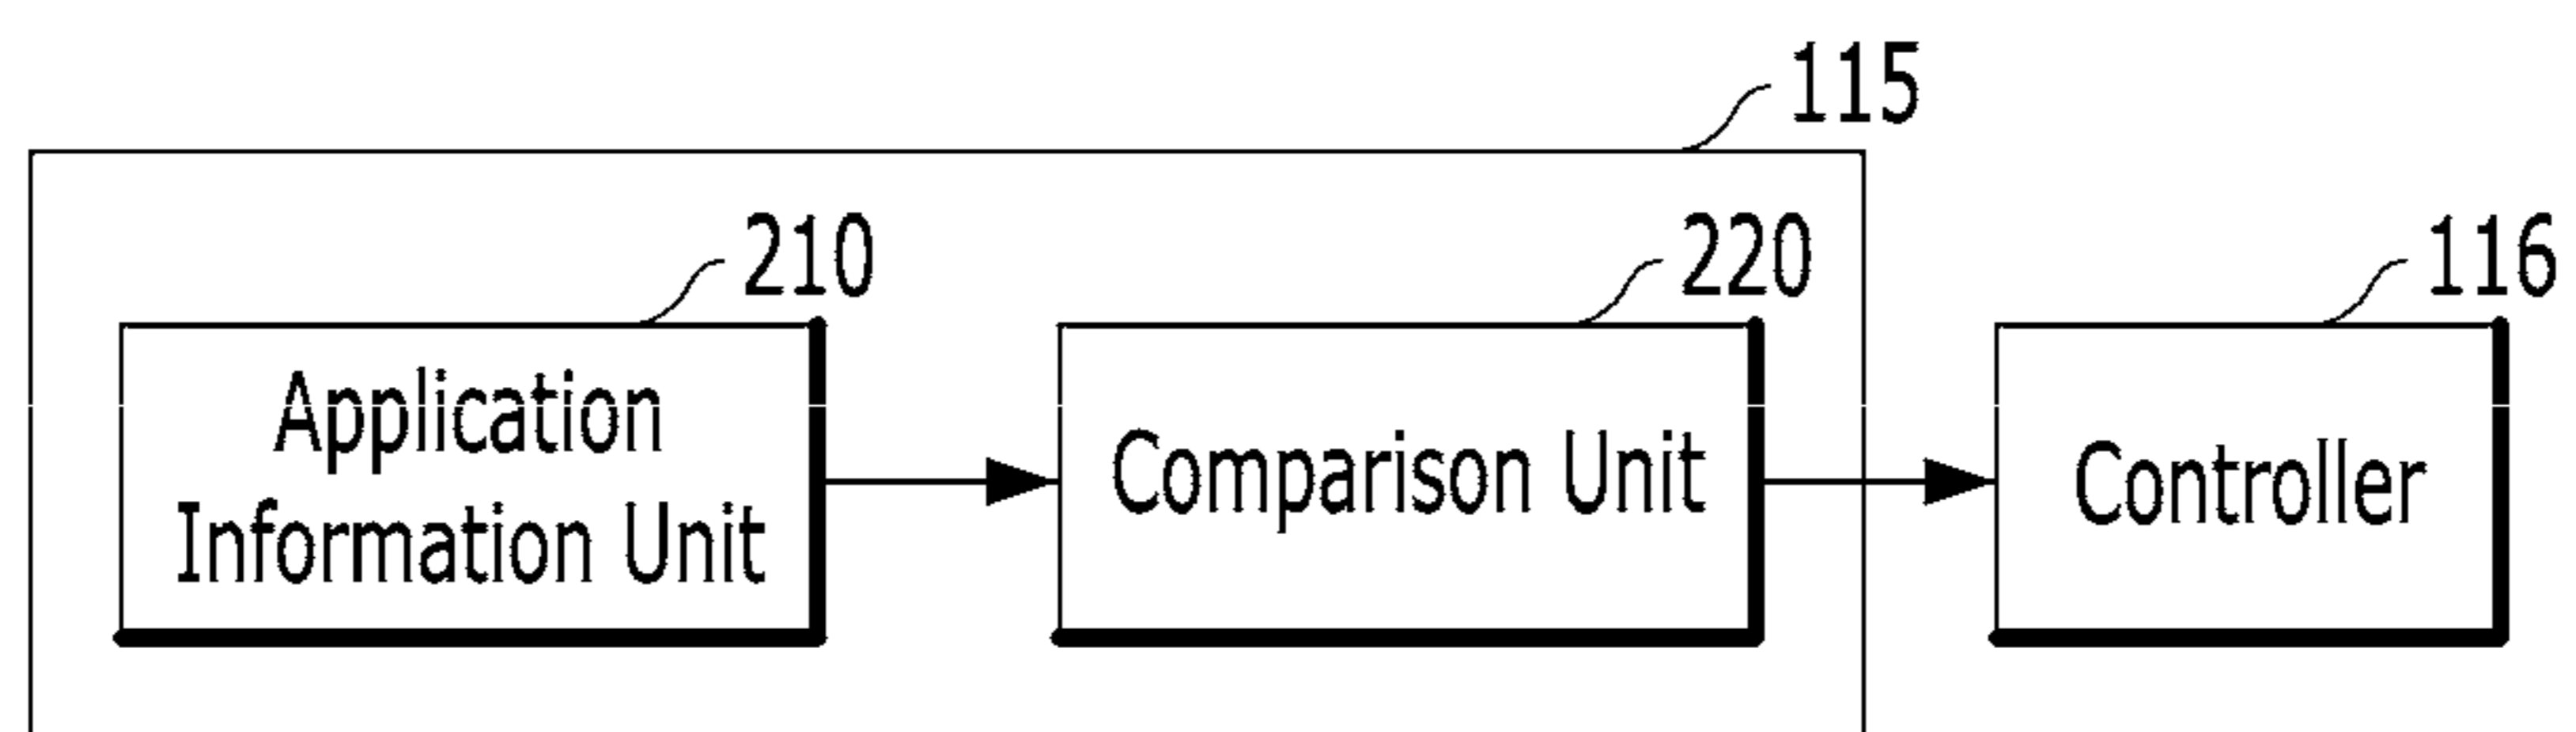 115
210
220
116
Application
Information Unit
Comparison Unit
Controller